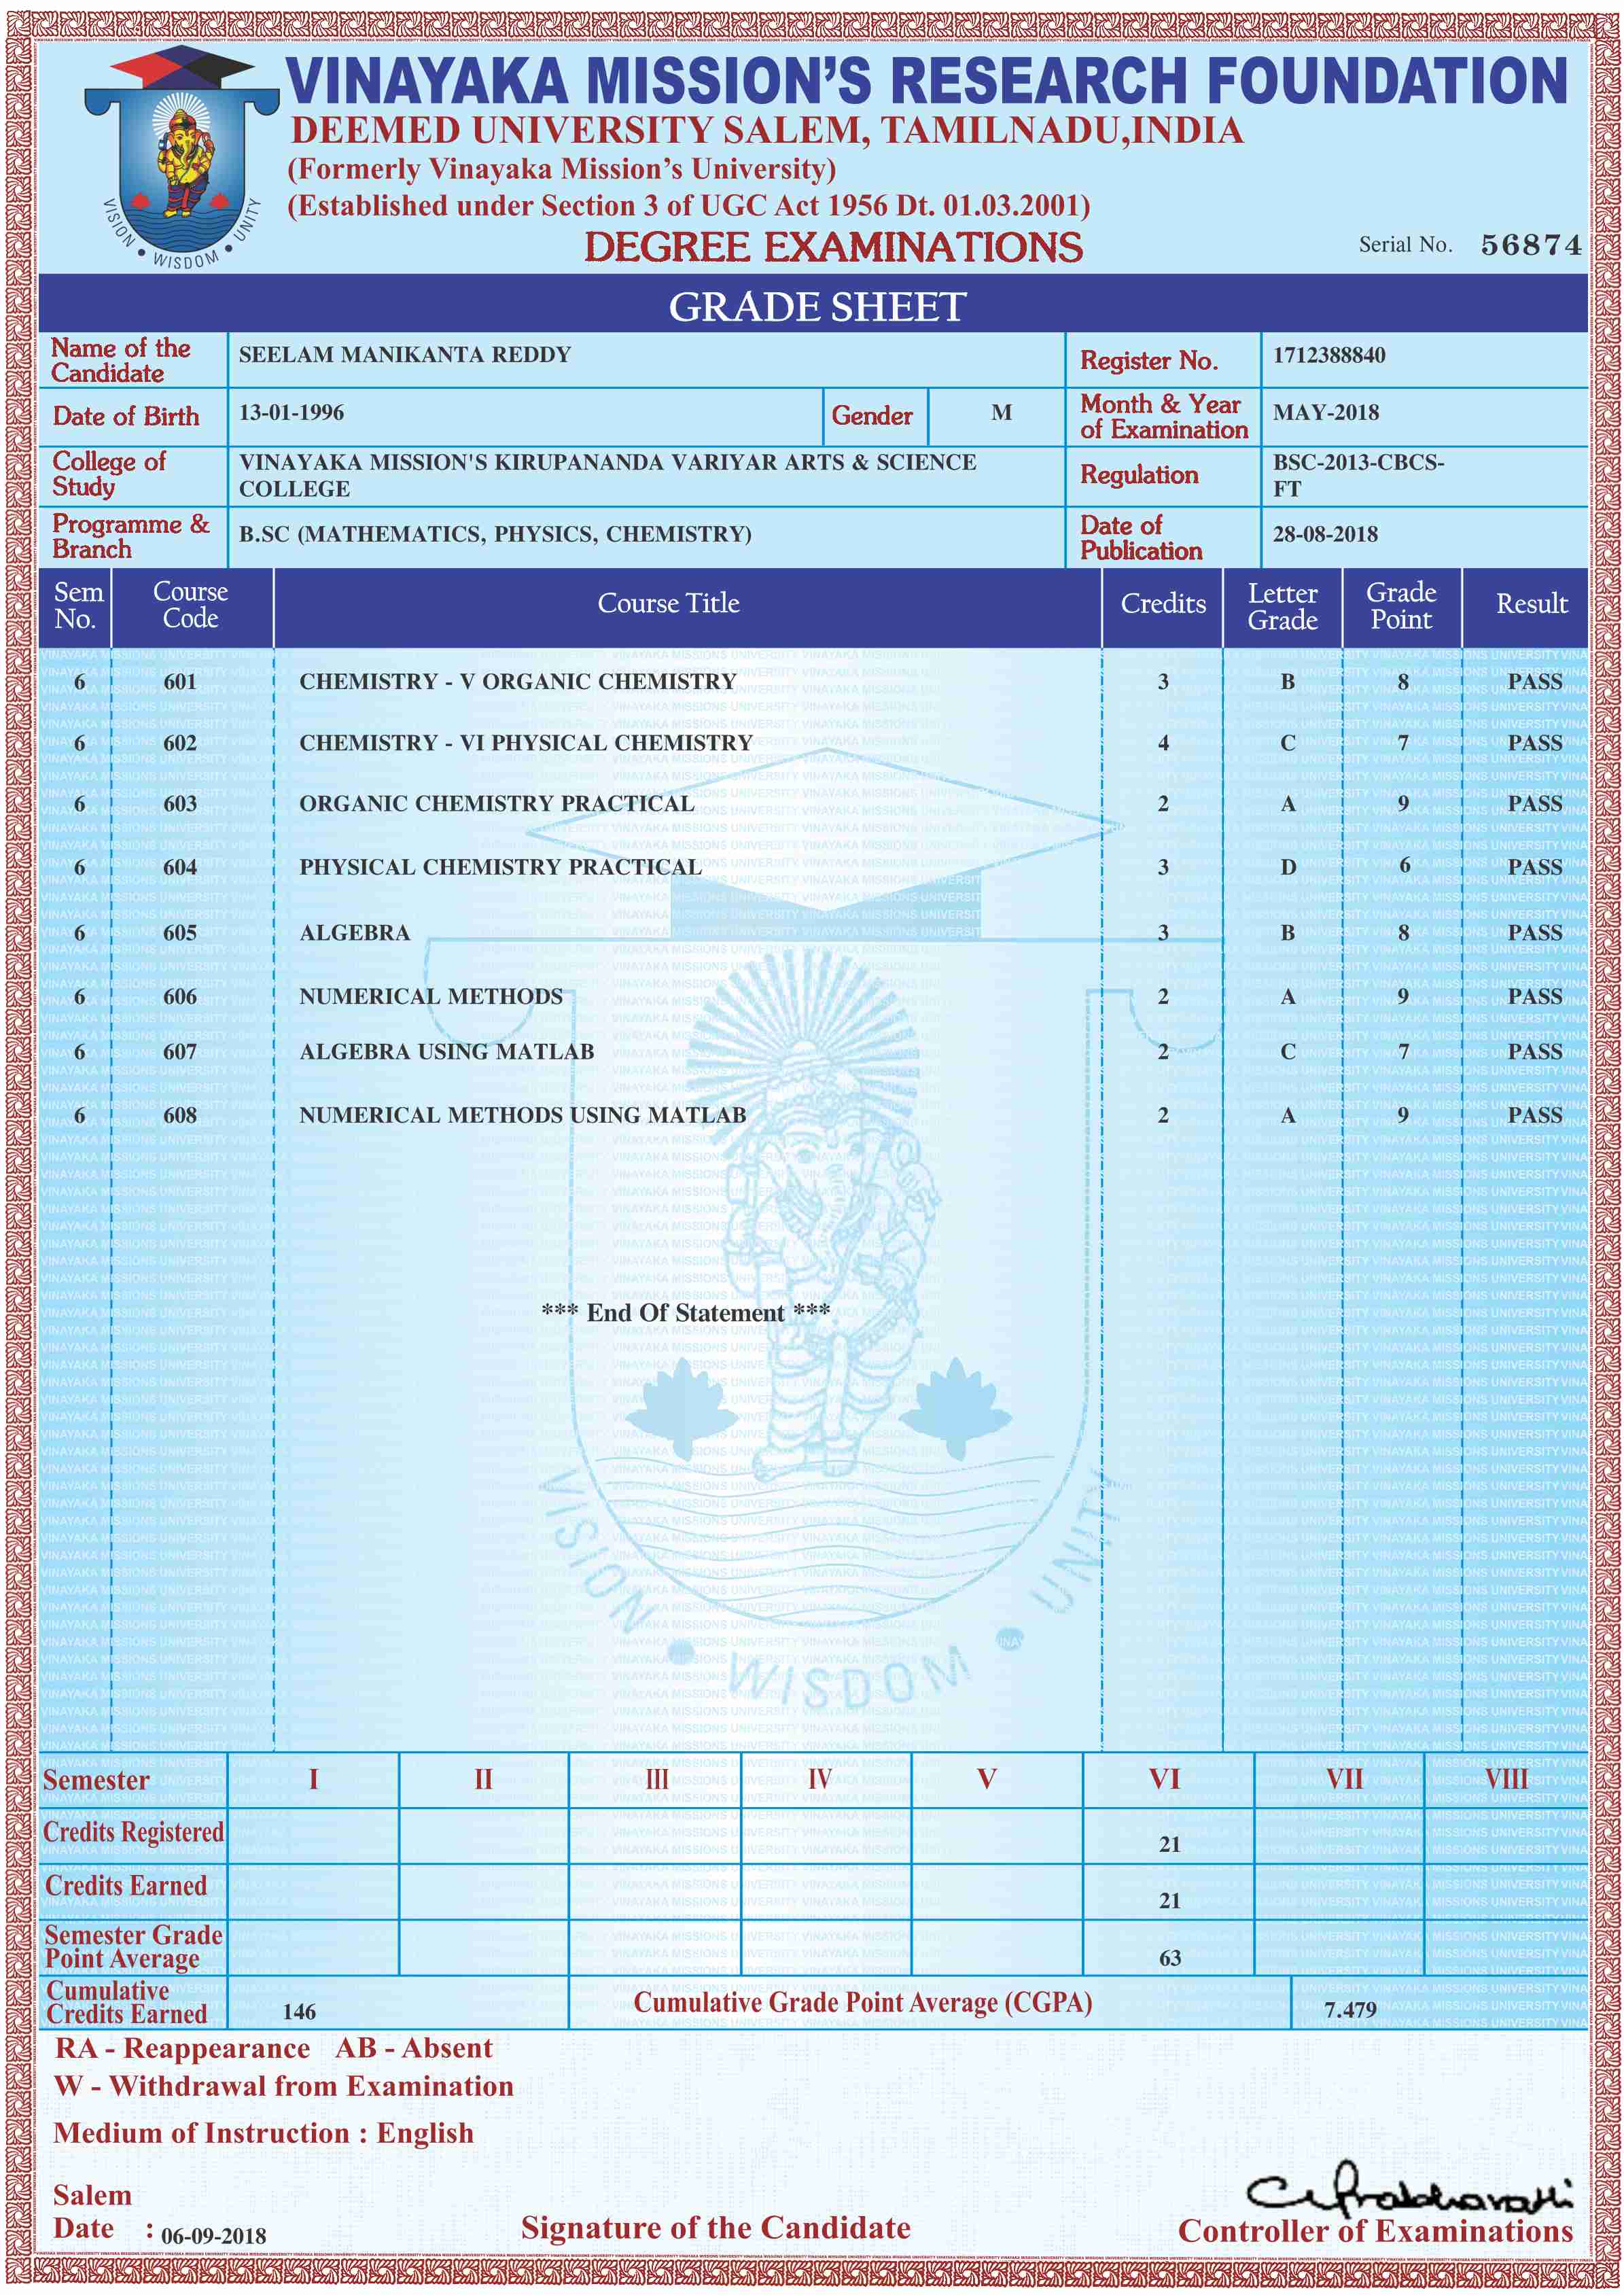 VINAYAKA MISSION'S RESEARCH FOUNDATION
DEEMED UNIVERSITY SALEM, TAMILNADU,INDIA
(Formerly Vinayaka Mission's University)
(Established under Section 3 of UGC Act 1956 Dt. 01.03.2001)
VISION • WISDOM • UNITY
DEGREE EXAMINATIONS
Serial No. 56874
GRADE SHEET
Name of the Candidate SEELAM MANIKANTA REDDY Register No. 1712388840
Date of Birth 13-01-1996 Gender M Month & Year of Examination MAY-2018
College of Study VINAYAKA MISSION'S KIRUPANANDA VARIYAR ARTS & SCIENCE COLLEGE Regulation BSC-2013-CBCS-FT
Programme & Branch B.SC (MATHEMATICS, PHYSICS, CHEMISTRY) Date of Publication 28-08-2018
Sem No. Course Code Course Title Credits Letter Grade Grade Point Result
6 601 CHEMISTRY - V ORGANIC CHEMISTRY 3 B 8 PASS
6 602 CHEMISTRY - VI PHYSICAL CHEMISTRY 4 C 7 PASS
6 603 ORGANIC CHEMISTRY PRACTICAL 2 A 9 PASS
6 604 PHYSICAL CHEMISTRY PRACTICAL 3 D 6 PASS
6 605 ALGEBRA 3 B 8 PASS
6 606 NUMERICAL METHODS 2 A 9 PASS
6 607 ALGEBRA USING MATLAB 2 C 7 PASS
6 608 NUMERICAL METHODS USING MATLAB 2 A 9 PASS
*** End Of Statement ***
VISION • WISDOM • UNITY
Semester I II III IV V VI VII VIII
Credits Registered 21
Credits Earned 21
Semester Grade Point Average 63
Cumulative Credits Earned 146 Cumulative Grade Point Average (CGPA) 7.479
RA - Reappearance AB - Absent
W - Withdrawal from Examination
Medium of Instruction : English
Salem
Date : 06-09-2018
Signature of the Candidate
Controller of Examinations